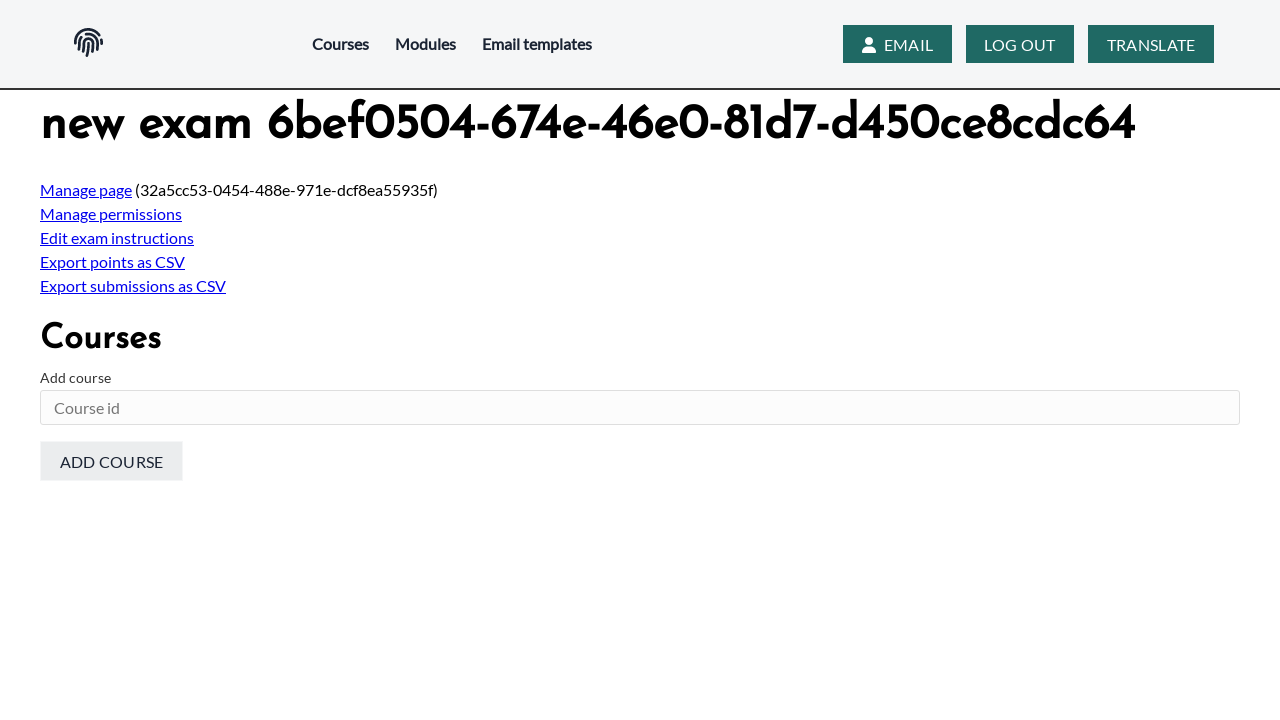 Courses
Modules
Email templates
EMAIL
LOG OUT
TRANSLATE
new exam 6bef0504-674e-46e0-81d7-d450ce8cdc64
Manage page (32a5cc53-0454-488e-971e-dcf8ea55935f)
Manage permissions
Edit exam instructions
Export points as CSV
Export submissions as CSV
Courses
Add course
Course id
ADD COURSE